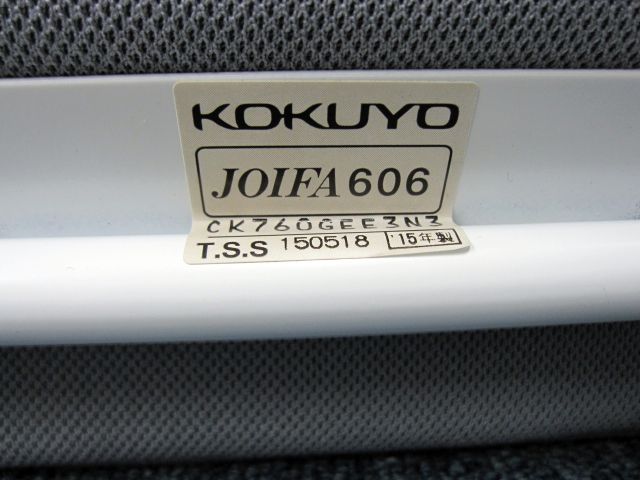 KOKUYO
JOIFA 606
CK760GEE3N3
T.S.S 150518 '15年製